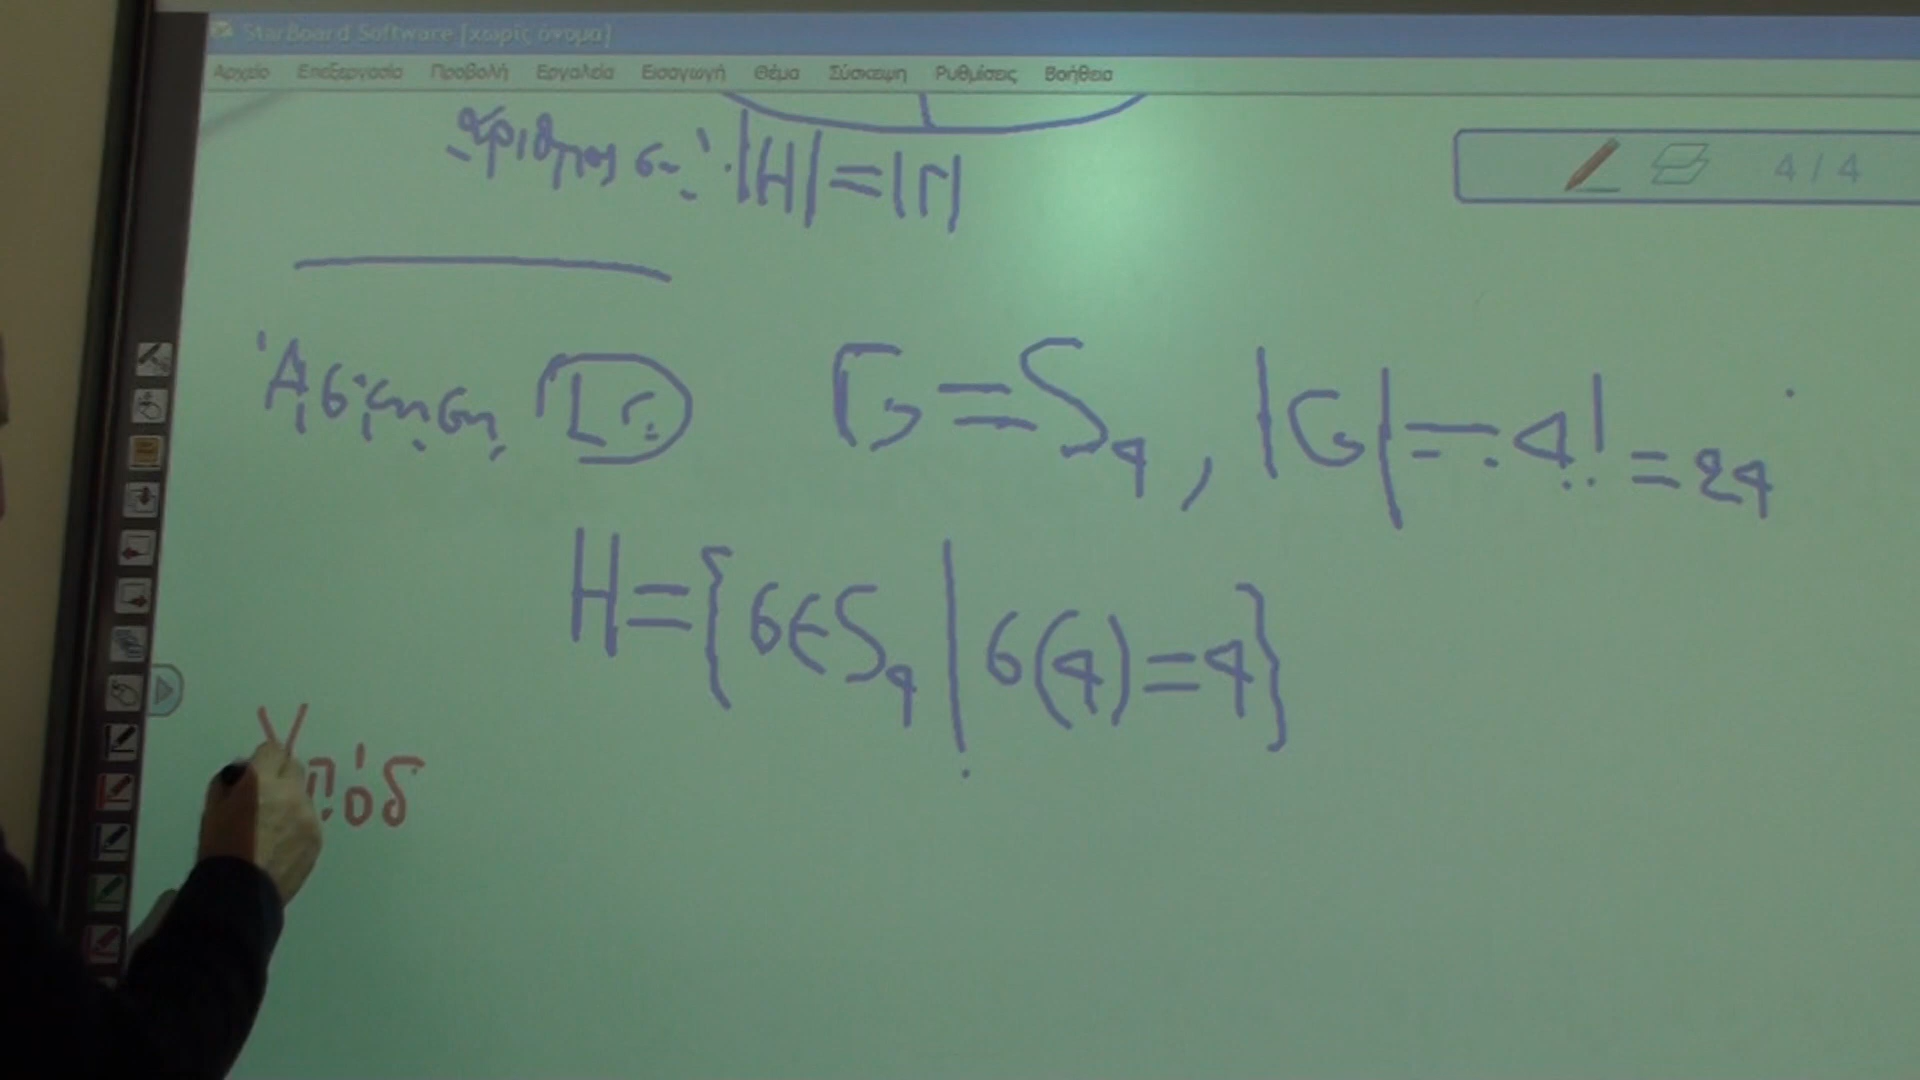 StarBoard Software [χωρίς όνομα]
Αρχείο Επεξεργασία Προβολή Εργαλεία Εισαγωγή Θέμα Σύσκεψη Ρυθμίσεις Βοήθεια
4 / 4
|H| = |Γ|
Άσκηση G = S₄, |G| = 4! = 24
H = {σ ∈ S₄ | σ(4) = 4}
Υπόδ